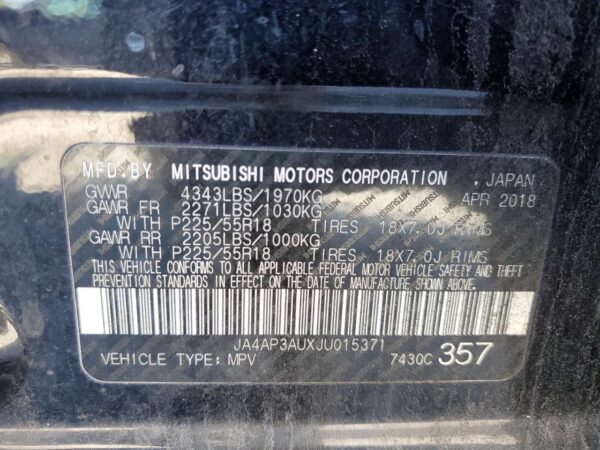 MFD.BY MITSUBISHI MOTORS CORPORATION , JAPAN
GVWR 4343LBS/1970KG APR 2018
GAWR FR 2271LBS/1030KG
WITH P225/55R18 TIRES 18X7.0J RIMS
GAWR RR 2205LBS/1000KG
WITH P225/55R18 TIRES 18X7.0J RIMS
THIS VEHICLE CONFORMS TO ALL APPLICABLE FEDERAL MOTOR VEHICLE SAFETY AND THEFT
PREVENTION STANDARDS IN EFFECT ON THE DATE OF MANUFACTURE SHOWN ABOVE.
JA4AP3AUXJU015371
VEHICLE TYPE: MPV 7430C 357